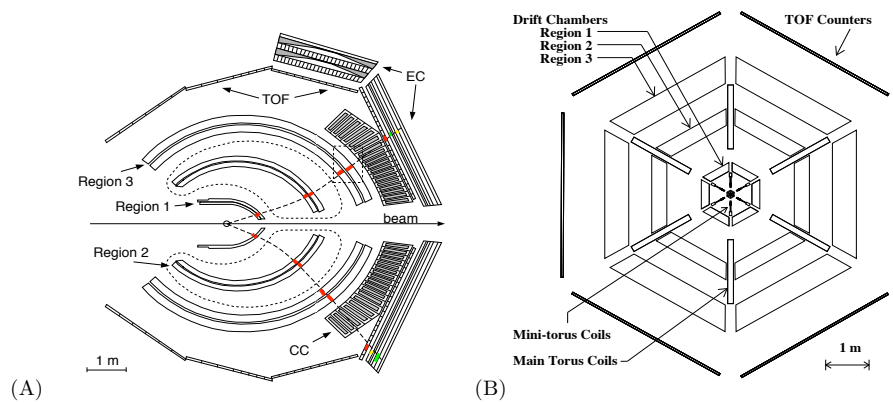 EC
TOF
Region 3
Region 1
beam
Region 2
CC
1 m
(A)
Drift Chambers
Region 1
Region 2
Region 3
TOF Counters
Mini-torus Coils
Main Torus Coils
1 m
(B)